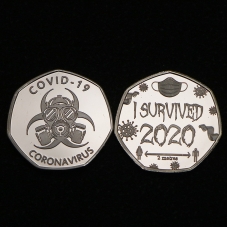 COVID-19
CORONAVIRUS
I SURVIVED
2020
2 metres